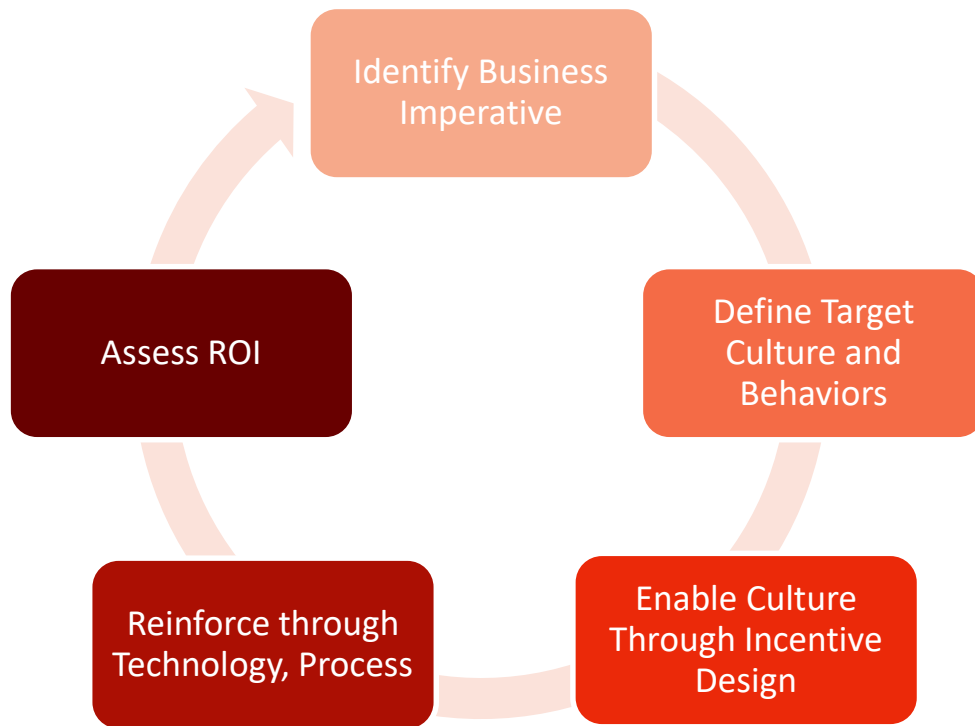 Identify Business
Imperative
Define Target
Culture and
Behaviors
Enable Culture
Through Incentive
Design
Reinforce through
Technology, Process
Assess ROI